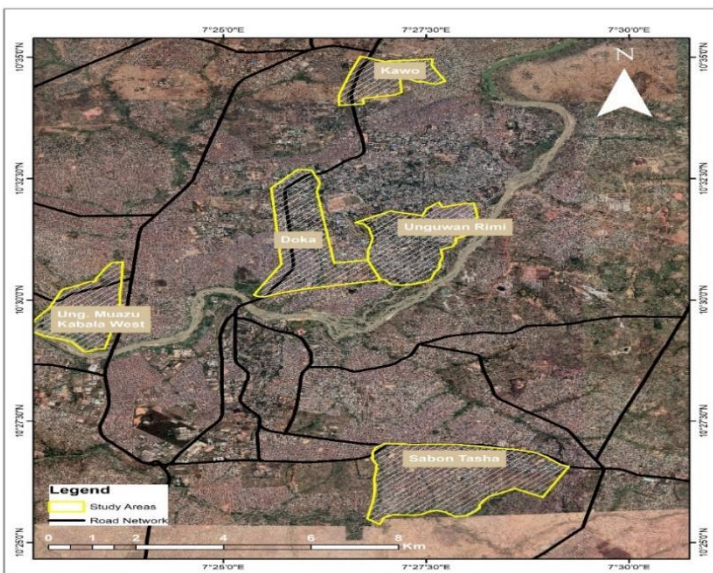 7°25'0"E 7°27'30"E 7°30'0"E
N
10°35'0"N 10°35'0"N
Kawo
10°32'30"N 10°32'30"N
Doka
Unguwan Rimi
10°30'0"N 10°30'0"N
Ung. Muazu
Kabala West
10°27'30"N 10°27'30"N
Sabon Tasha
Legend
Study Areas
Road Network
10°25'0"N 10°25'0"N
0 1 2 4 6 8
Km
7°25'0"E 7°27'30"E 7°30'0"E